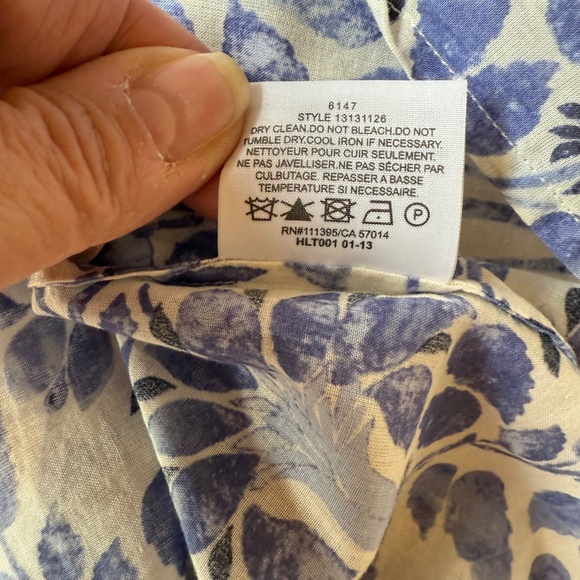 6147
STYLE 13131126
DRY CLEAN.DO NOT BLEACH.DO NOT
TUMBLE DRY.COOL IRON IF NECESSARY.
NETTOYEUR POUR CUIR SEULEMENT.
NE PAS JAVELLISER.NE PAS SÉCHER PAR
CULBUTAGE. REPASSER A BASSE
TEMPERATURE SI NECESSAIRE.
P
RN#111395/CA 57014
HLT001 01-13